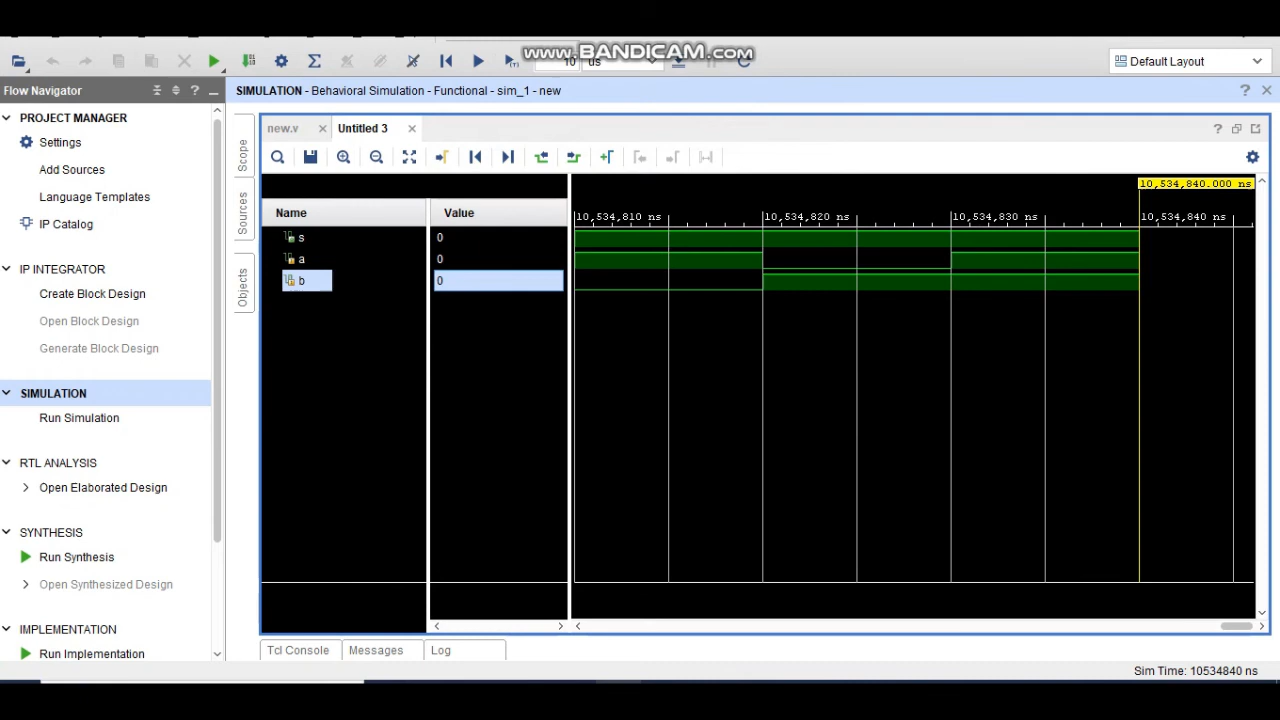 www.BANDICAM.com
10 us
Default Layout
Flow Navigator
SIMULATION - Behavioral Simulation - Functional - sim_1 - new
PROJECT MANAGER
Settings
Add Sources
Language Templates
IP Catalog
IP INTEGRATOR
Create Block Design
Open Block Design
Generate Block Design
SIMULATION
Run Simulation
RTL ANALYSIS
Open Elaborated Design
SYNTHESIS
Run Synthesis
Open Synthesized Design
IMPLEMENTATION
Run Implementation
Scope
Sources
Objects
new.v
Untitled 3
Name Value
s 0
a 0
b 0
10,534,840.000 ns
10,534,810 ns 10,534,820 ns 10,534,830 ns 10,534,840 ns
Tcl Console Messages Log
Sim Time: 10534840 ns